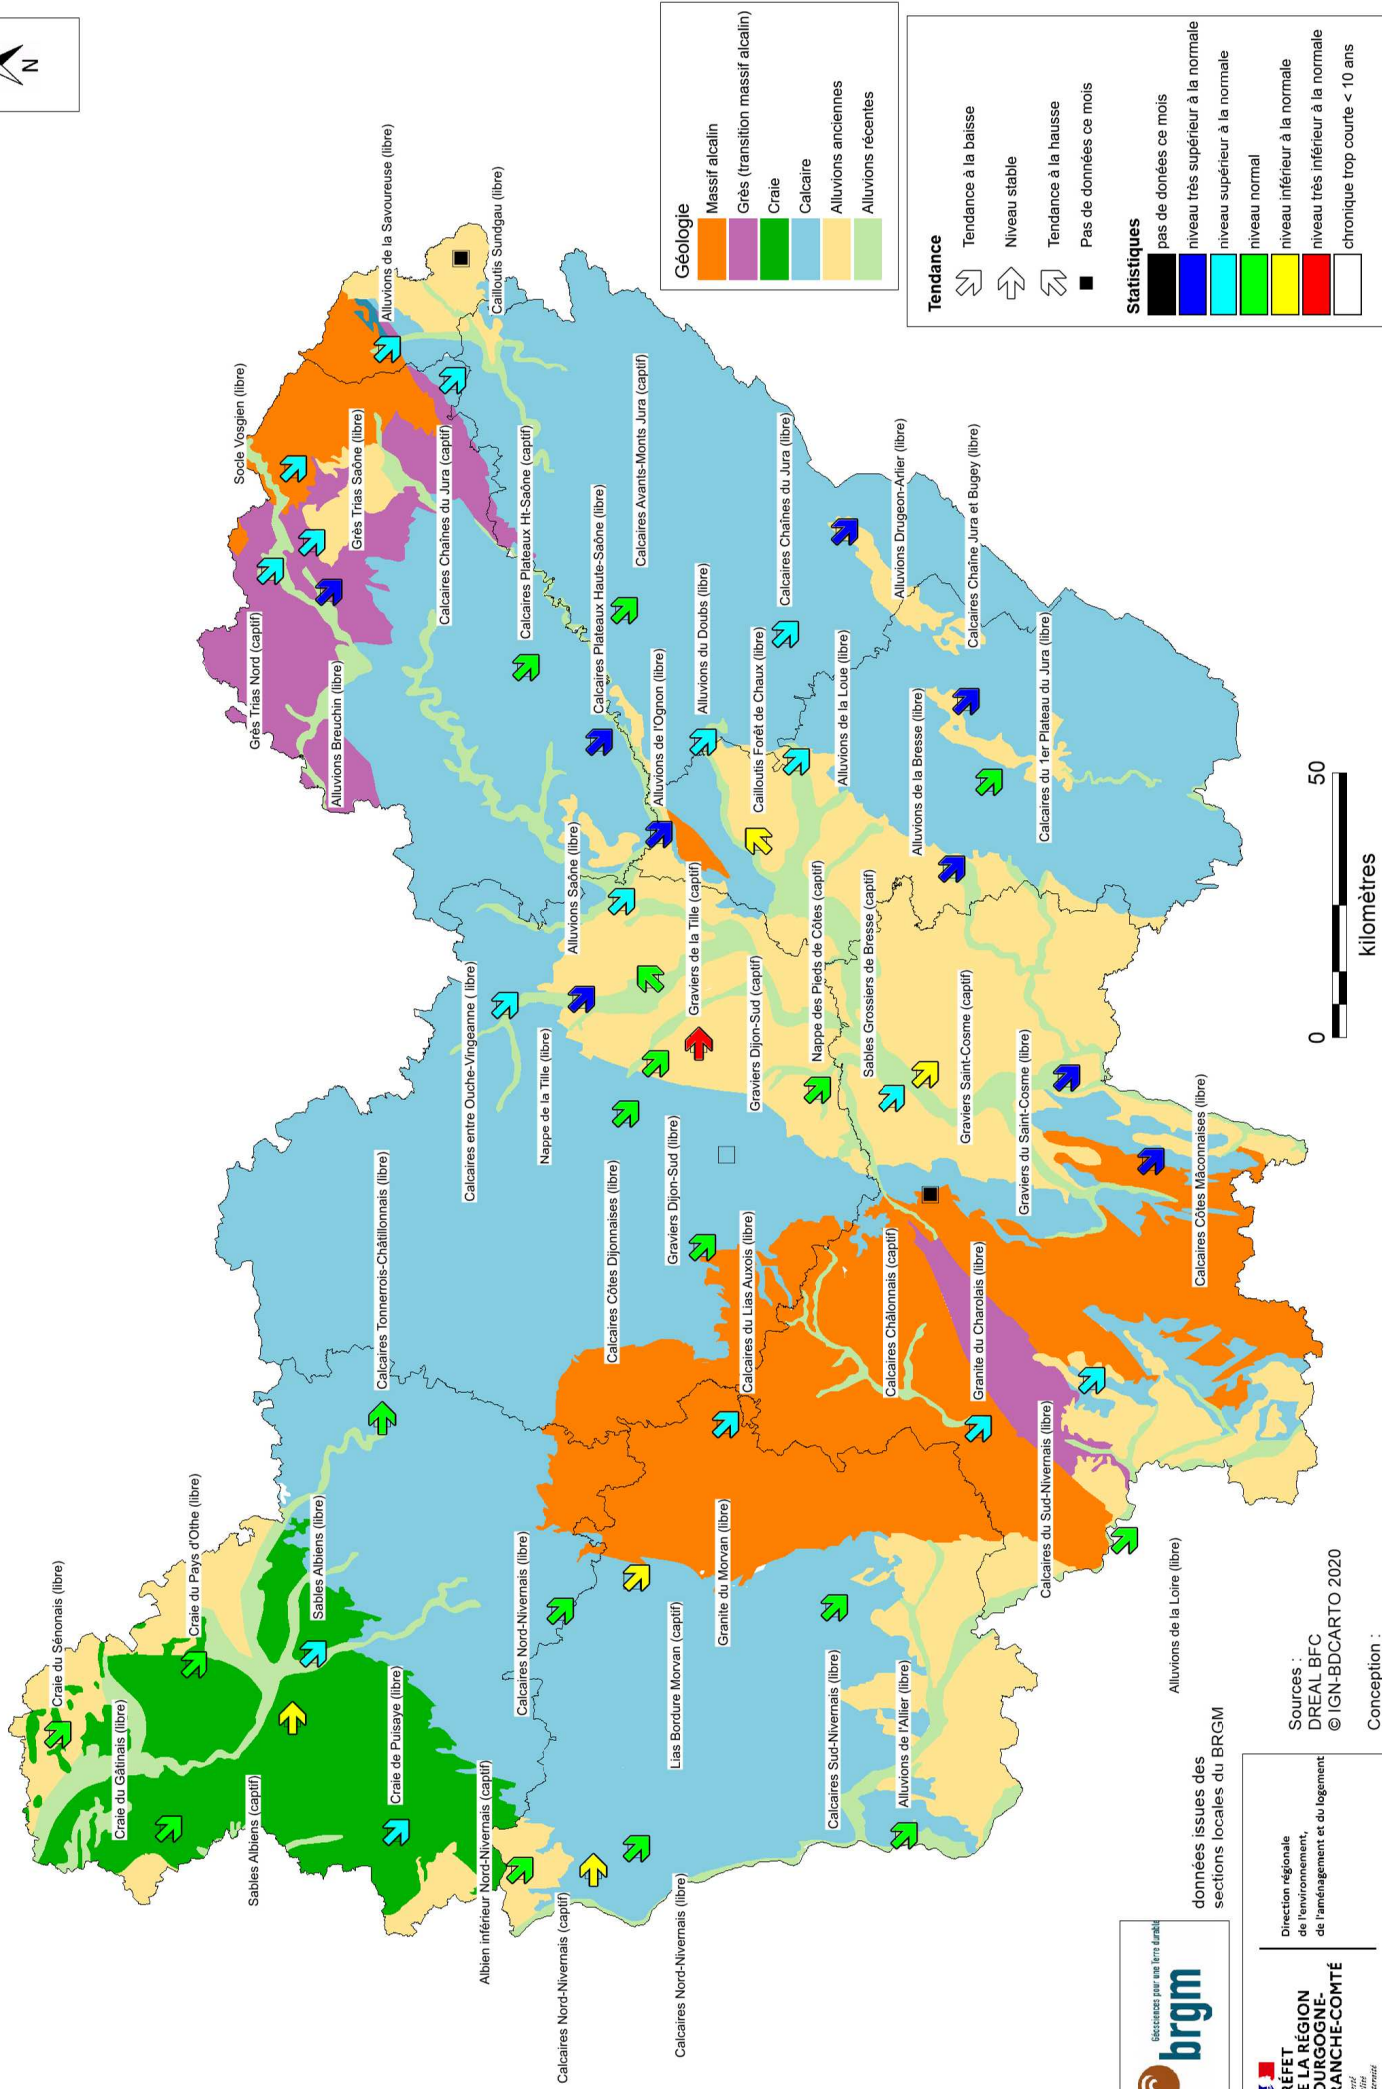 N
Géologie
Massif alcalin
Grès (transition massif alcalin)
Craie
Calcaire
Alluvions anciennes
Alluvions récentes
Tendance
Tendance à la baisse
Niveau stable
Tendance à la hausse
Pas de données ce mois
Statistiques
pas de donées ce mois
niveau très supérieur à la normale
niveau supérieur à la normale
niveau normal
niveau inférieur à la normale
niveau très inférieur à la normale
chronique trop courte < 10 ans
Craie du Sénonais (libre)
Craie du Gâtinais (libre)
Craie du Pays d'Othe (libre)
Sables Albiens (captif)
Sables Albiens (libre)
Calcaires Tonnerrois-Châtillonnais (libre)
Craie de Puisaye (libre)
Albien inférieur Nord-Nivernais (captif)
Calcaires Nord-Nivernais (libre)
Calcaires Nord-Nivernais (captif)
Calcaires Nord-Nivernais (libre)
Lias Bordure Morvan (captif)
Granite du Morvan (libre)
Calcaires Sud-Nivernais (libre)
Alluvions de l'Allier (libre)
Calcaires du Sud-Nivernais (libre)
Alluvions de la Loire (libre)
Calcaires entre Ouche-Vingeanne ( libre)
Nappe de la Tille (libre)
Alluvions Saône (libre)
Calcaires Côtes Dijonnaises (libre)
Graviers Dijon-Sud (libre)
Graviers de la Tille (captif)
Calcaires du Lias Auxois (libre)
Graviers Dijon-Sud (captif)
Nappe des Pieds de Côtes (captif)
Sables Grossiers de Bresse (captif)
Calcaires Châlonnais (captif)
Graviers Saint-Cosme (captif)
Granite du Charolais (libre)
Graviers du Saint-Cosme (libre)
Calcaires Côtes Mâconnaises (libre)
Socle Vosgien (libre)
Grès Trias Nord (captif)
Grès Trias Saône (libre)
Alluvions Breuchin (libre)
Alluvions de la Savoureuse (libre)
Cailloutis Sundgau (libre)
Calcaires Chaînes du Jura (captif)
Calcaires Plateaux Ht-Saône (captif)
Calcaires Plateaux Haute-Saône (libre)
Calcaires Avants-Monts Jura (captif)
Alluvions de l'Ognon (libre)
Alluvions du Doubs (libre)
Cailloutis Forêt de Chaux (libre)
Calcaires Chaînes du Jura (libre)
Alluvions de la Loue (libre)
Alluvions Drugeon-Arlier (libre)
Alluvions de la Bresse (libre)
Calcaires Chaîne Jura et Bugey (libre)
Calcaires du 1er Plateau du Jura (libre)
0
50
kilomètres
Géosciences pour une Terre durable
brgm
données issues des
sections locales du BRGM
Direction régionale
de l'environnement,
de l'aménagement et du logement
Sources :
DREAL BFC
© IGN-BDCARTO 2020
Conception :